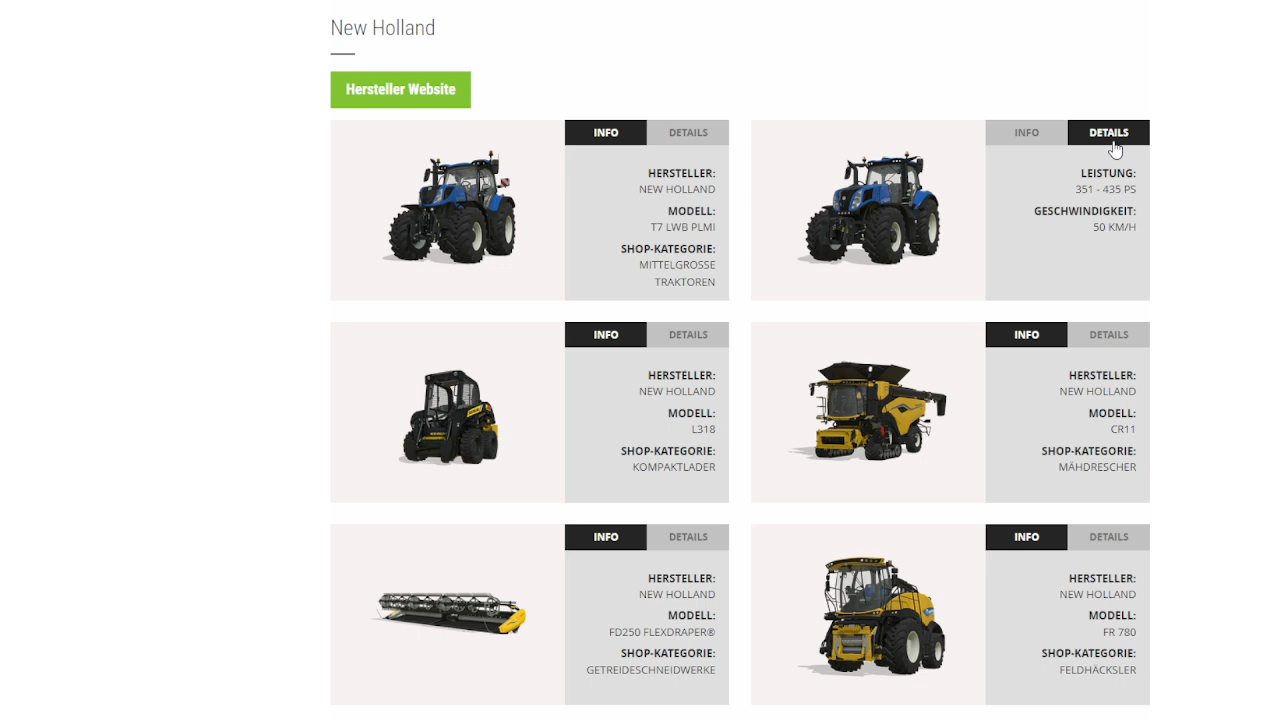 New Holland
Hersteller Website
INFO DETAILS
HERSTELLER:
NEW HOLLAND
MODELL:
T7 LWB PLMI
SHOP-KATEGORIE:
MITTELGROSSE
TRAKTOREN
INFO DETAILS
LEISTUNG:
351 - 435 PS
GESCHWINDIGKEIT:
50 KM/H
INFO DETAILS
HERSTELLER:
NEW HOLLAND
MODELL:
L318
SHOP-KATEGORIE:
KOMPAKTLADER
INFO DETAILS
HERSTELLER:
NEW HOLLAND
MODELL:
CR11
SHOP-KATEGORIE:
MÄHDRESCHER
INFO DETAILS
HERSTELLER:
NEW HOLLAND
MODELL:
FD250 FLEXDRAPER®
SHOP-KATEGORIE:
GETREIDESCHNEIDWERKE
INFO DETAILS
HERSTELLER:
NEW HOLLAND
MODELL:
FR 780
SHOP-KATEGORIE:
FELDHÄCKSLER